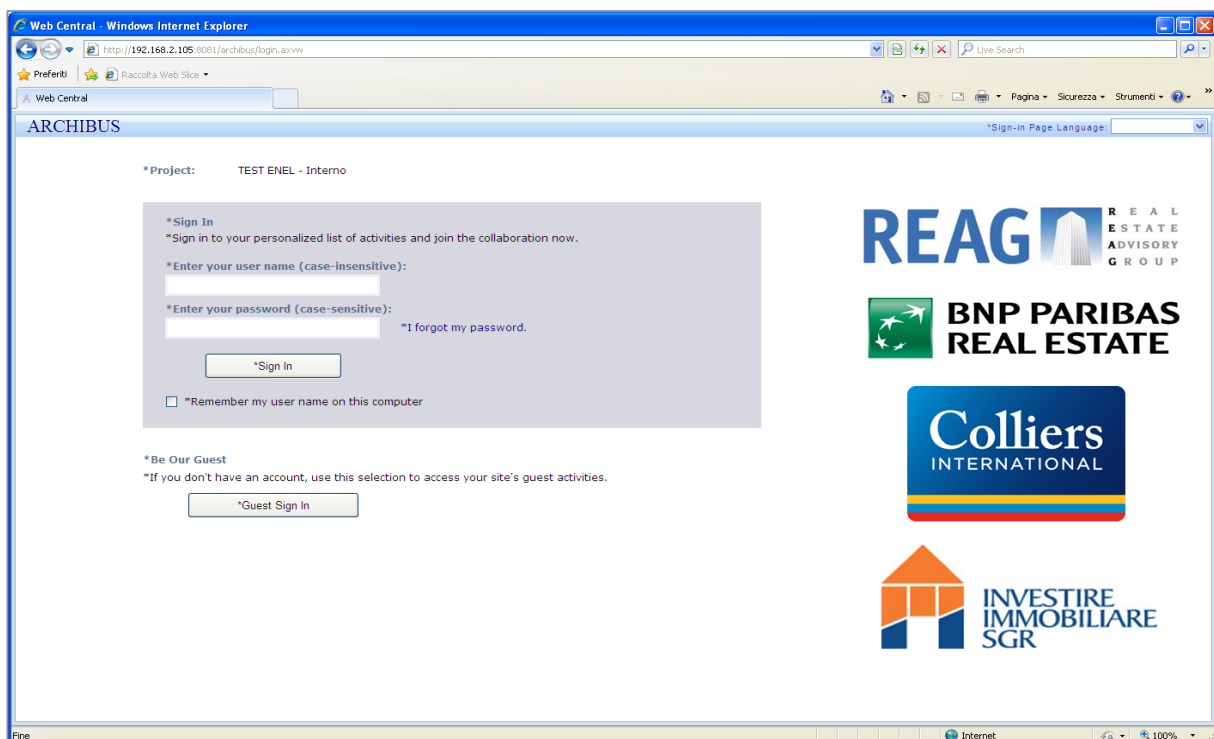 Web Central - Windows Internet Explorer
http://192.168.2.105:8081/archibus/login.axvw
Live Search
Preferiti
Raccolta Web Slice
Web Central
Pagina
Sicurezza
Strumenti
»
ARCHIBUS
*Sign-in Page Language:
*Project: TEST ENEL - Interno
*Sign In
*Sign in to your personalized list of activities and join the collaboration now.
*Enter your user name (case-insensitive):
*Enter your password (case-sensitive):
*I forgot my password.
*Sign In
*Remember my user name on this computer
*Be Our Guest
*If you don't have an account, use this selection to access your site's guest activities.
*Guest Sign In
REAG
REAL
ESTATE
ADVISORY
GROUP
BNP PARIBAS
REAL ESTATE
Colliers
INTERNATIONAL
INVESTIRE
IMMOBILIARE
SGR
Fine
Internet
100%